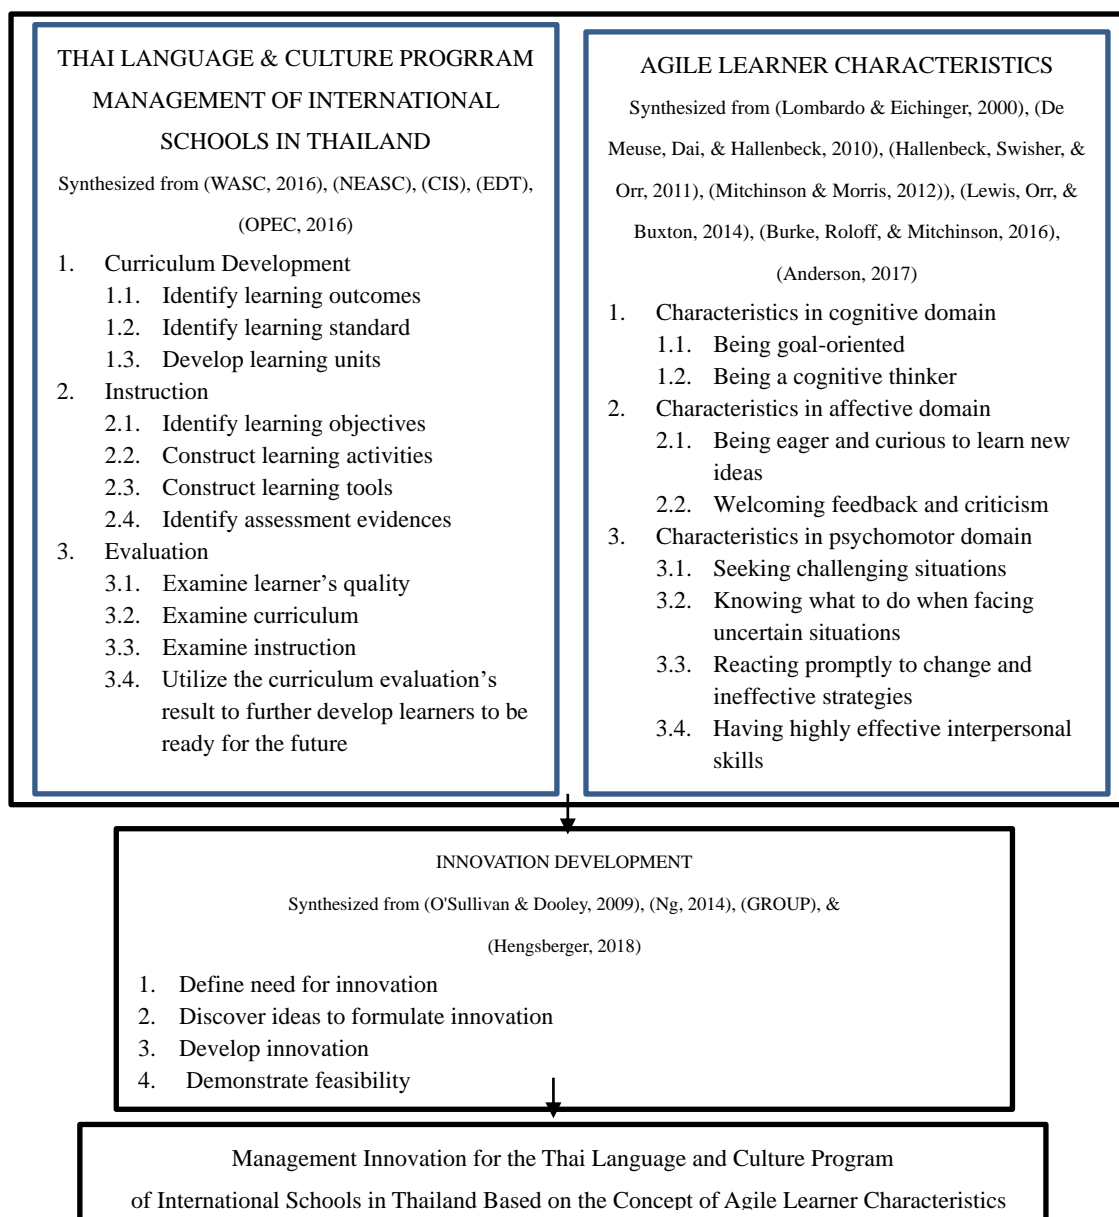 THAI LANGUAGE & CULTURE PROGRRAM
MANAGEMENT OF INTERNATIONAL
SCHOOLS IN THAILAND
Synthesized from (WASC, 2016), (NEASC), (CIS), (EDT),
(OPEC, 2016)
1. Curriculum Development
1.1. Identify learning outcomes
1.2. Identify learning standard
1.3. Develop learning units
2. Instruction
2.1. Identify learning objectives
2.2. Construct learning activities
2.3. Construct learning tools
2.4. Identify assessment evidences
3. Evaluation
3.1. Examine learner's quality
3.2. Examine curriculum
3.3. Examine instruction
3.4. Utilize the curriculum evaluation's
result to further develop learners to be
ready for the future
AGILE LEARNER CHARACTERISTICS
Synthesized from (Lombardo & Eichinger, 2000), (De
Meuse, Dai, & Hallenbeck, 2010), (Hallenbeck, Swisher, &
Orr, 2011), (Mitchinson & Morris, 2012)), (Lewis, Orr, &
Buxton, 2014), (Burke, Roloff, & Mitchinson, 2016),
(Anderson, 2017)
1. Characteristics in cognitive domain
1.1. Being goal-oriented
1.2. Being a cognitive thinker
2. Characteristics in affective domain
2.1. Being eager and curious to learn new
ideas
2.2. Welcoming feedback and criticism
3. Characteristics in psychomotor domain
3.1. Seeking challenging situations
3.2. Knowing what to do when facing
uncertain situations
3.3. Reacting promptly to change and
ineffective strategies
3.4. Having highly effective interpersonal
skills
INNOVATION DEVELOPMENT
Synthesized from (O'Sullivan & Dooley, 2009), (Ng, 2014), (GROUP), &
(Hengsberger, 2018)
1. Define need for innovation
2. Discover ideas to formulate innovation
3. Develop innovation
4. Demonstrate feasibility
Management Innovation for the Thai Language and Culture Program
of International Schools in Thailand Based on the Concept of Agile Learner Characteristics